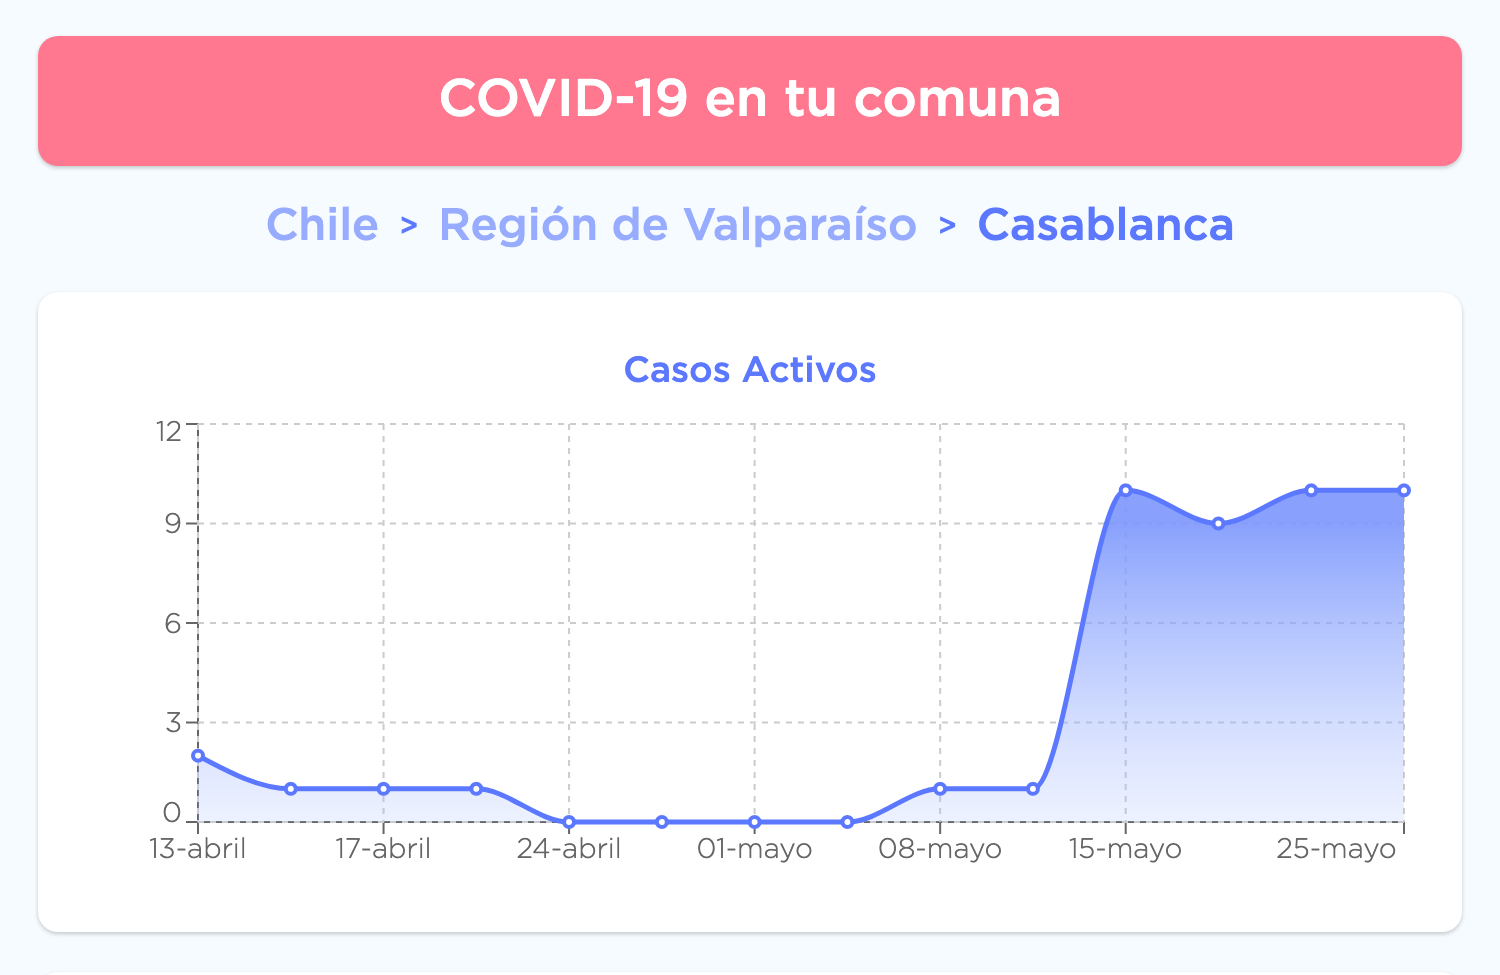 COVID-19 en tu comuna
Chile > Región de Valparaíso > Casablanca
Casos Activos
12
9
6
3
0
13-abril 17-abril 24-abril 01-mayo 08-mayo 15-mayo 25-mayo